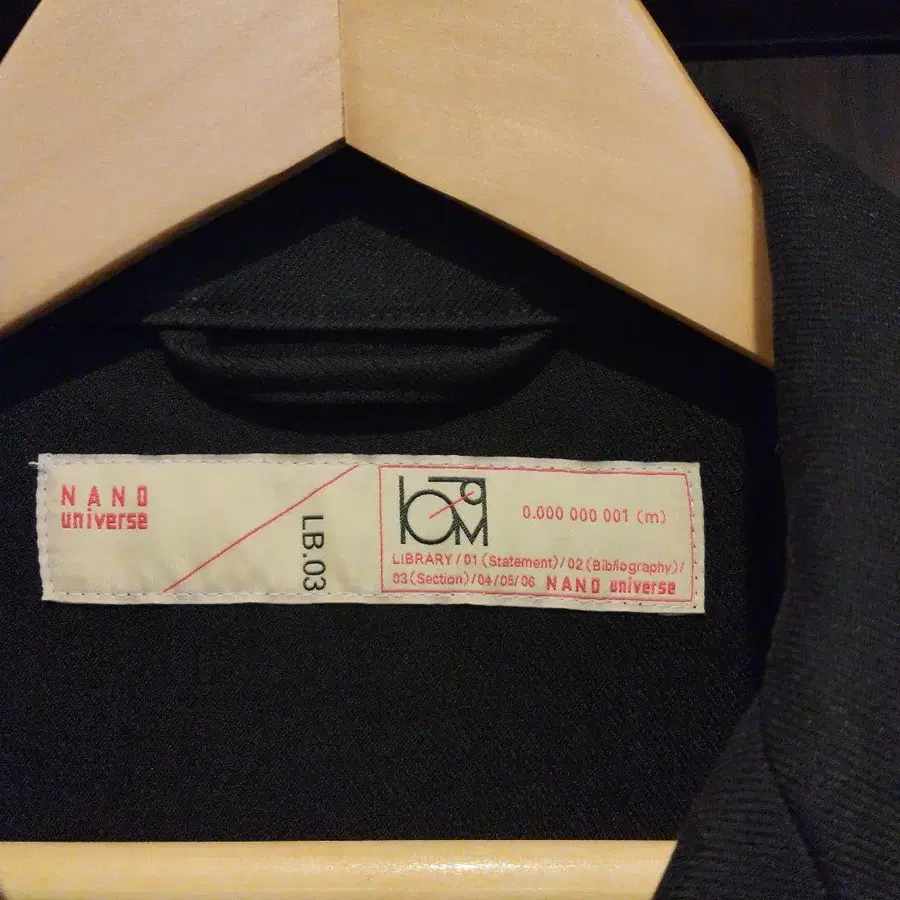 NANO
universe
LB.03
0.000 000 001 (m)
LIBRARY/01(Statement)/02(Bibliography)/
03(Section)/04/05/06 NANO universe